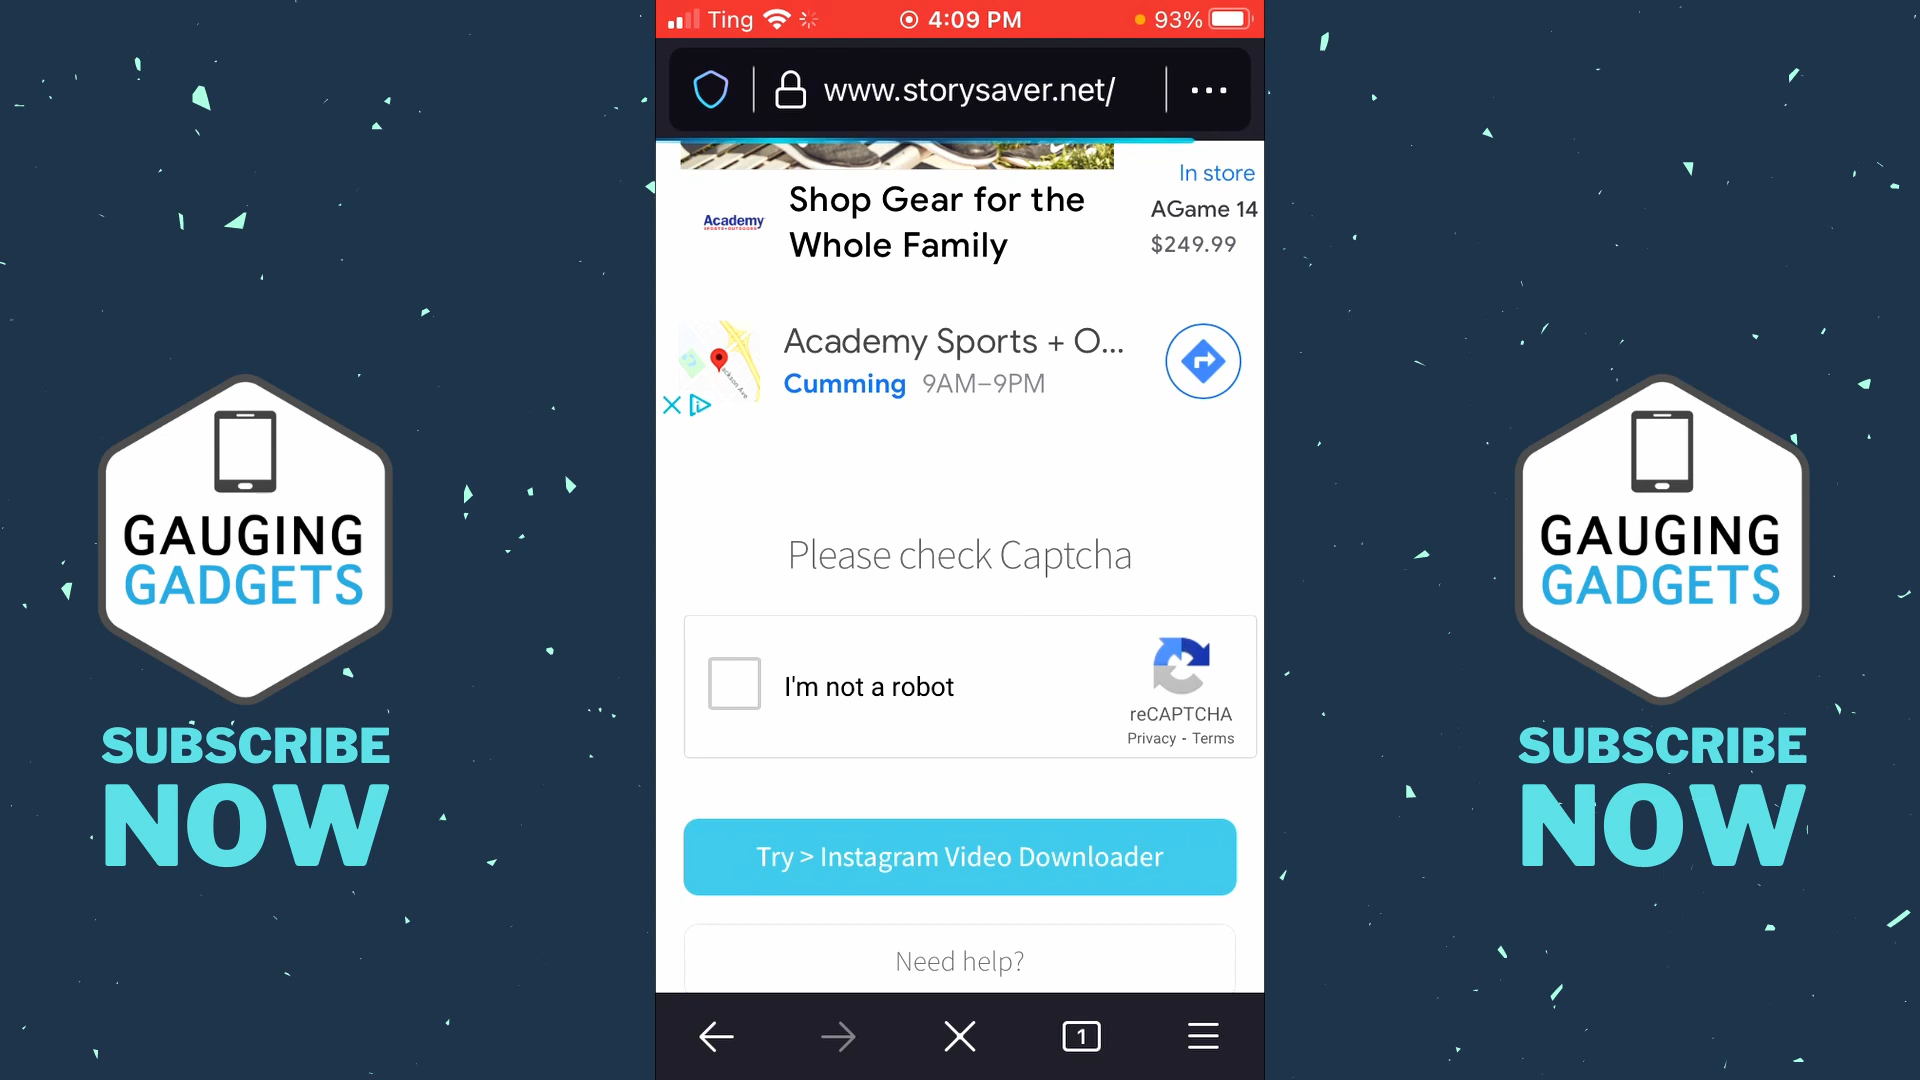 Ting
4:09 PM
93%
www.storysaver.net/
In store
Academy
SPORTS+OUTDOORS
Shop Gear for the
Whole Family
AGame 14
$249.99
Academy Sports + O...
Cumming 9AM–9PM
Please check Captcha
I'm not a robot
reCAPTCHA
Privacy - Terms
Try > Instagram Video Downloader
Need help?
1
GAUGING
GADGETS
SUBSCRIBE
NOW
GAUGING
GADGETS
SUBSCRIBE
NOW